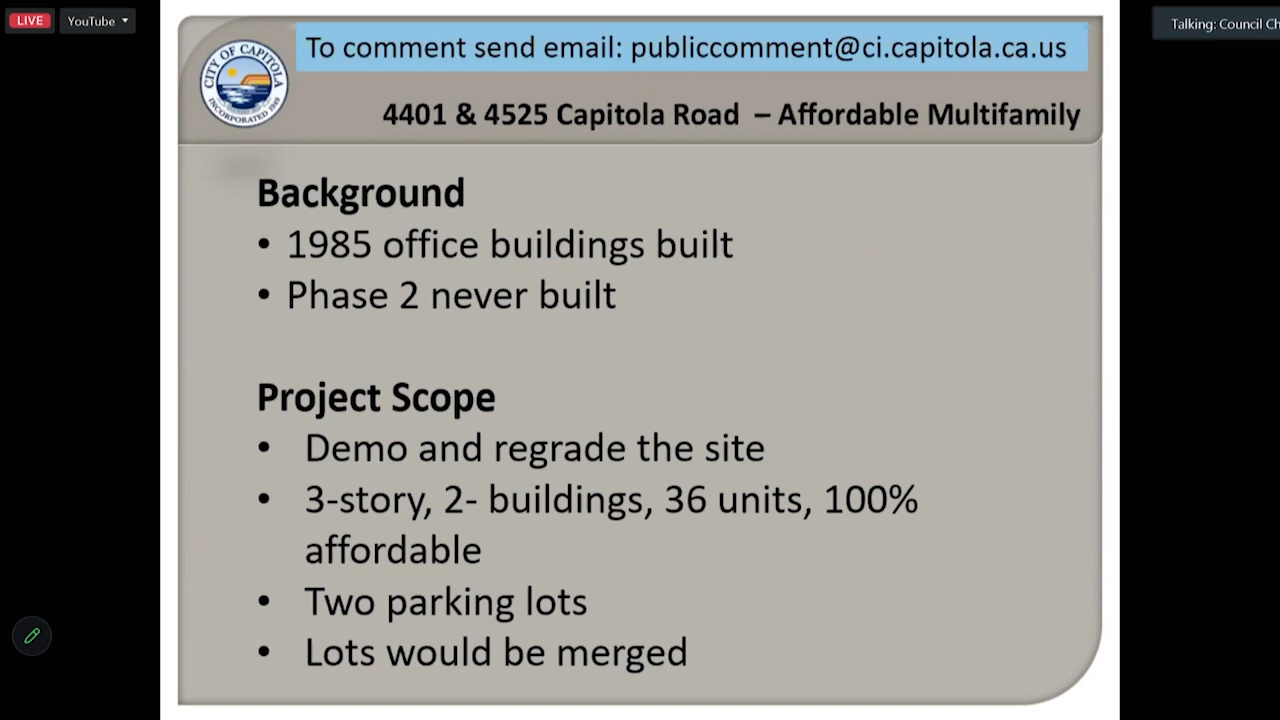 LIVE
YouTube
Talking: Council Ch
To comment send email: publiccomment@ci.capitola.ca.us
CITY OF CAPITOLA
INCORPORATED 1949
4401 & 4525 Capitola Road – Affordable Multifamily
Background
• 1985 office buildings built
• Phase 2 never built
Project Scope
• Demo and regrade the site
• 3-story, 2- buildings, 36 units, 100%
affordable
• Two parking lots
• Lots would be merged